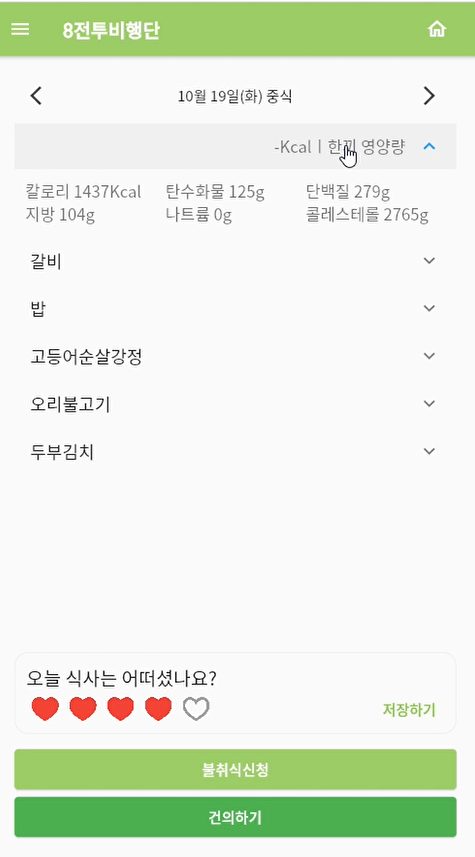 8전투비행단
10월 19일(화) 중식
-Kcal | 한끼 영양량
칼로리 1437Kcal 탄수화물 125g 단백질 279g
지방 104g 나트륨 0g 콜레스테롤 2765g
갈비
밥
고등어순살강정
오리불고기
두부김치
오늘 식사는 어떠셨나요?
저장하기
불취식신청
건의하기